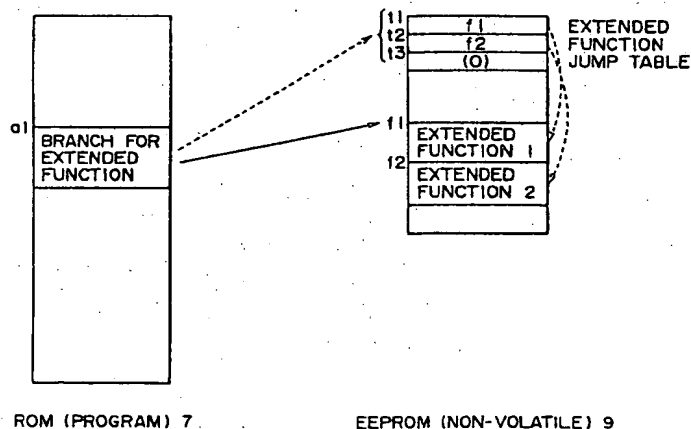 t1
t2
t3
f1
f2
(0)
EXTENDED
FUNCTION
JUMP TABLE
a1
BRANCH FOR
EXTENDED
FUNCTION
f1
EXTENDED
FUNCTION 1
f2
EXTENDED
FUNCTION 2
ROM (PROGRAM) 7
EEPROM (NON-VOLATILE) 9